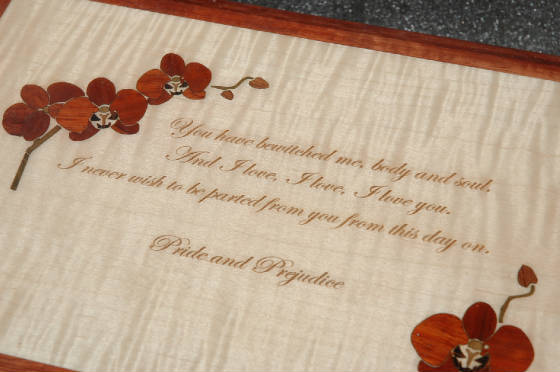 You have bewitched me, body and soul,
And I love, I love, I love you.
I never wish to be parted from you from this day on.
Pride and Prejudice